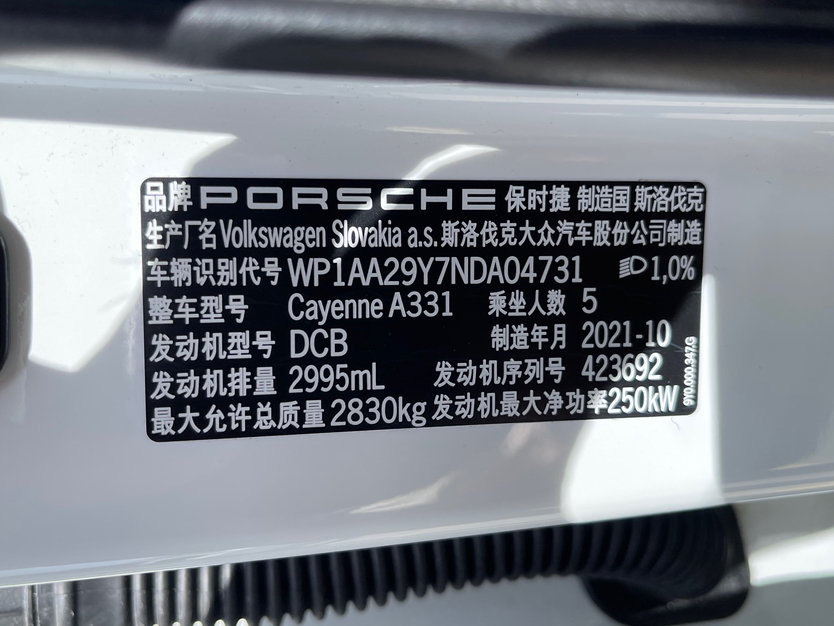 品牌 PORSCHE 保时捷 制造国 斯洛伐克
生产厂名 Volkswagen Slovakia a.s. 斯洛伐克大众汽车股份公司制造
车辆识别代号 WP1AA29Y7NDA04731 1,0%
整车型号 Cayenne A331 乘坐人数 5
发动机型号 DCB 制造年月 2021-10
发动机排量 2995mL 发动机序列号 423692
最大允许总质量 2830kg 发动机最大净功率 250kW
9Y0.000.347.G